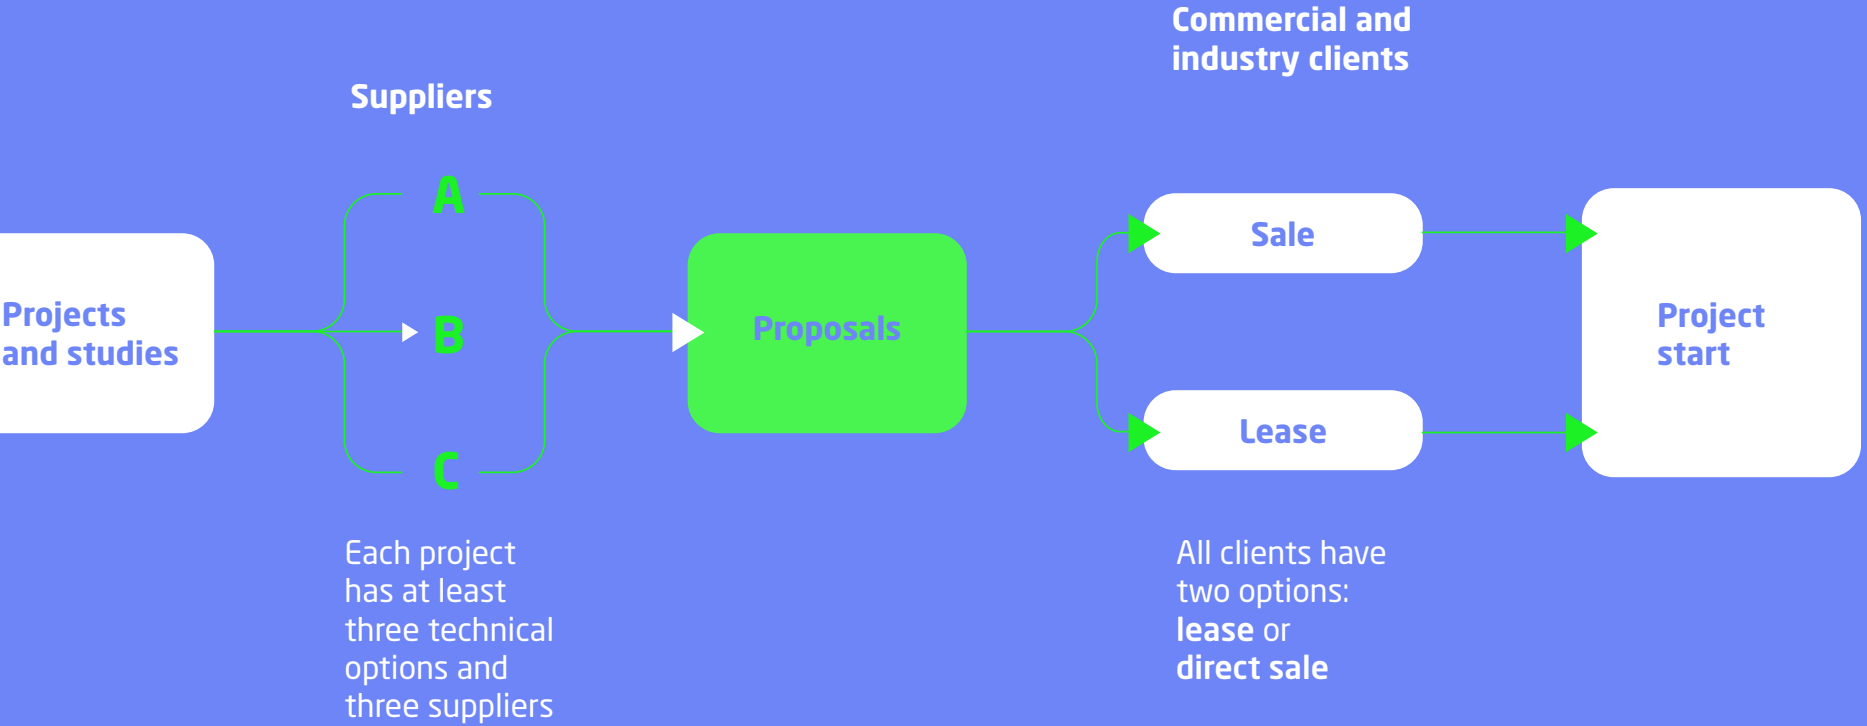 Commercial and
industry clients
Suppliers
A
B
C
Projects
and studies
Proposals
Sale
Lease
Project
start
Each project
has at least
three technical
options and
three suppliers
All clients have
two options:
lease or
direct sale